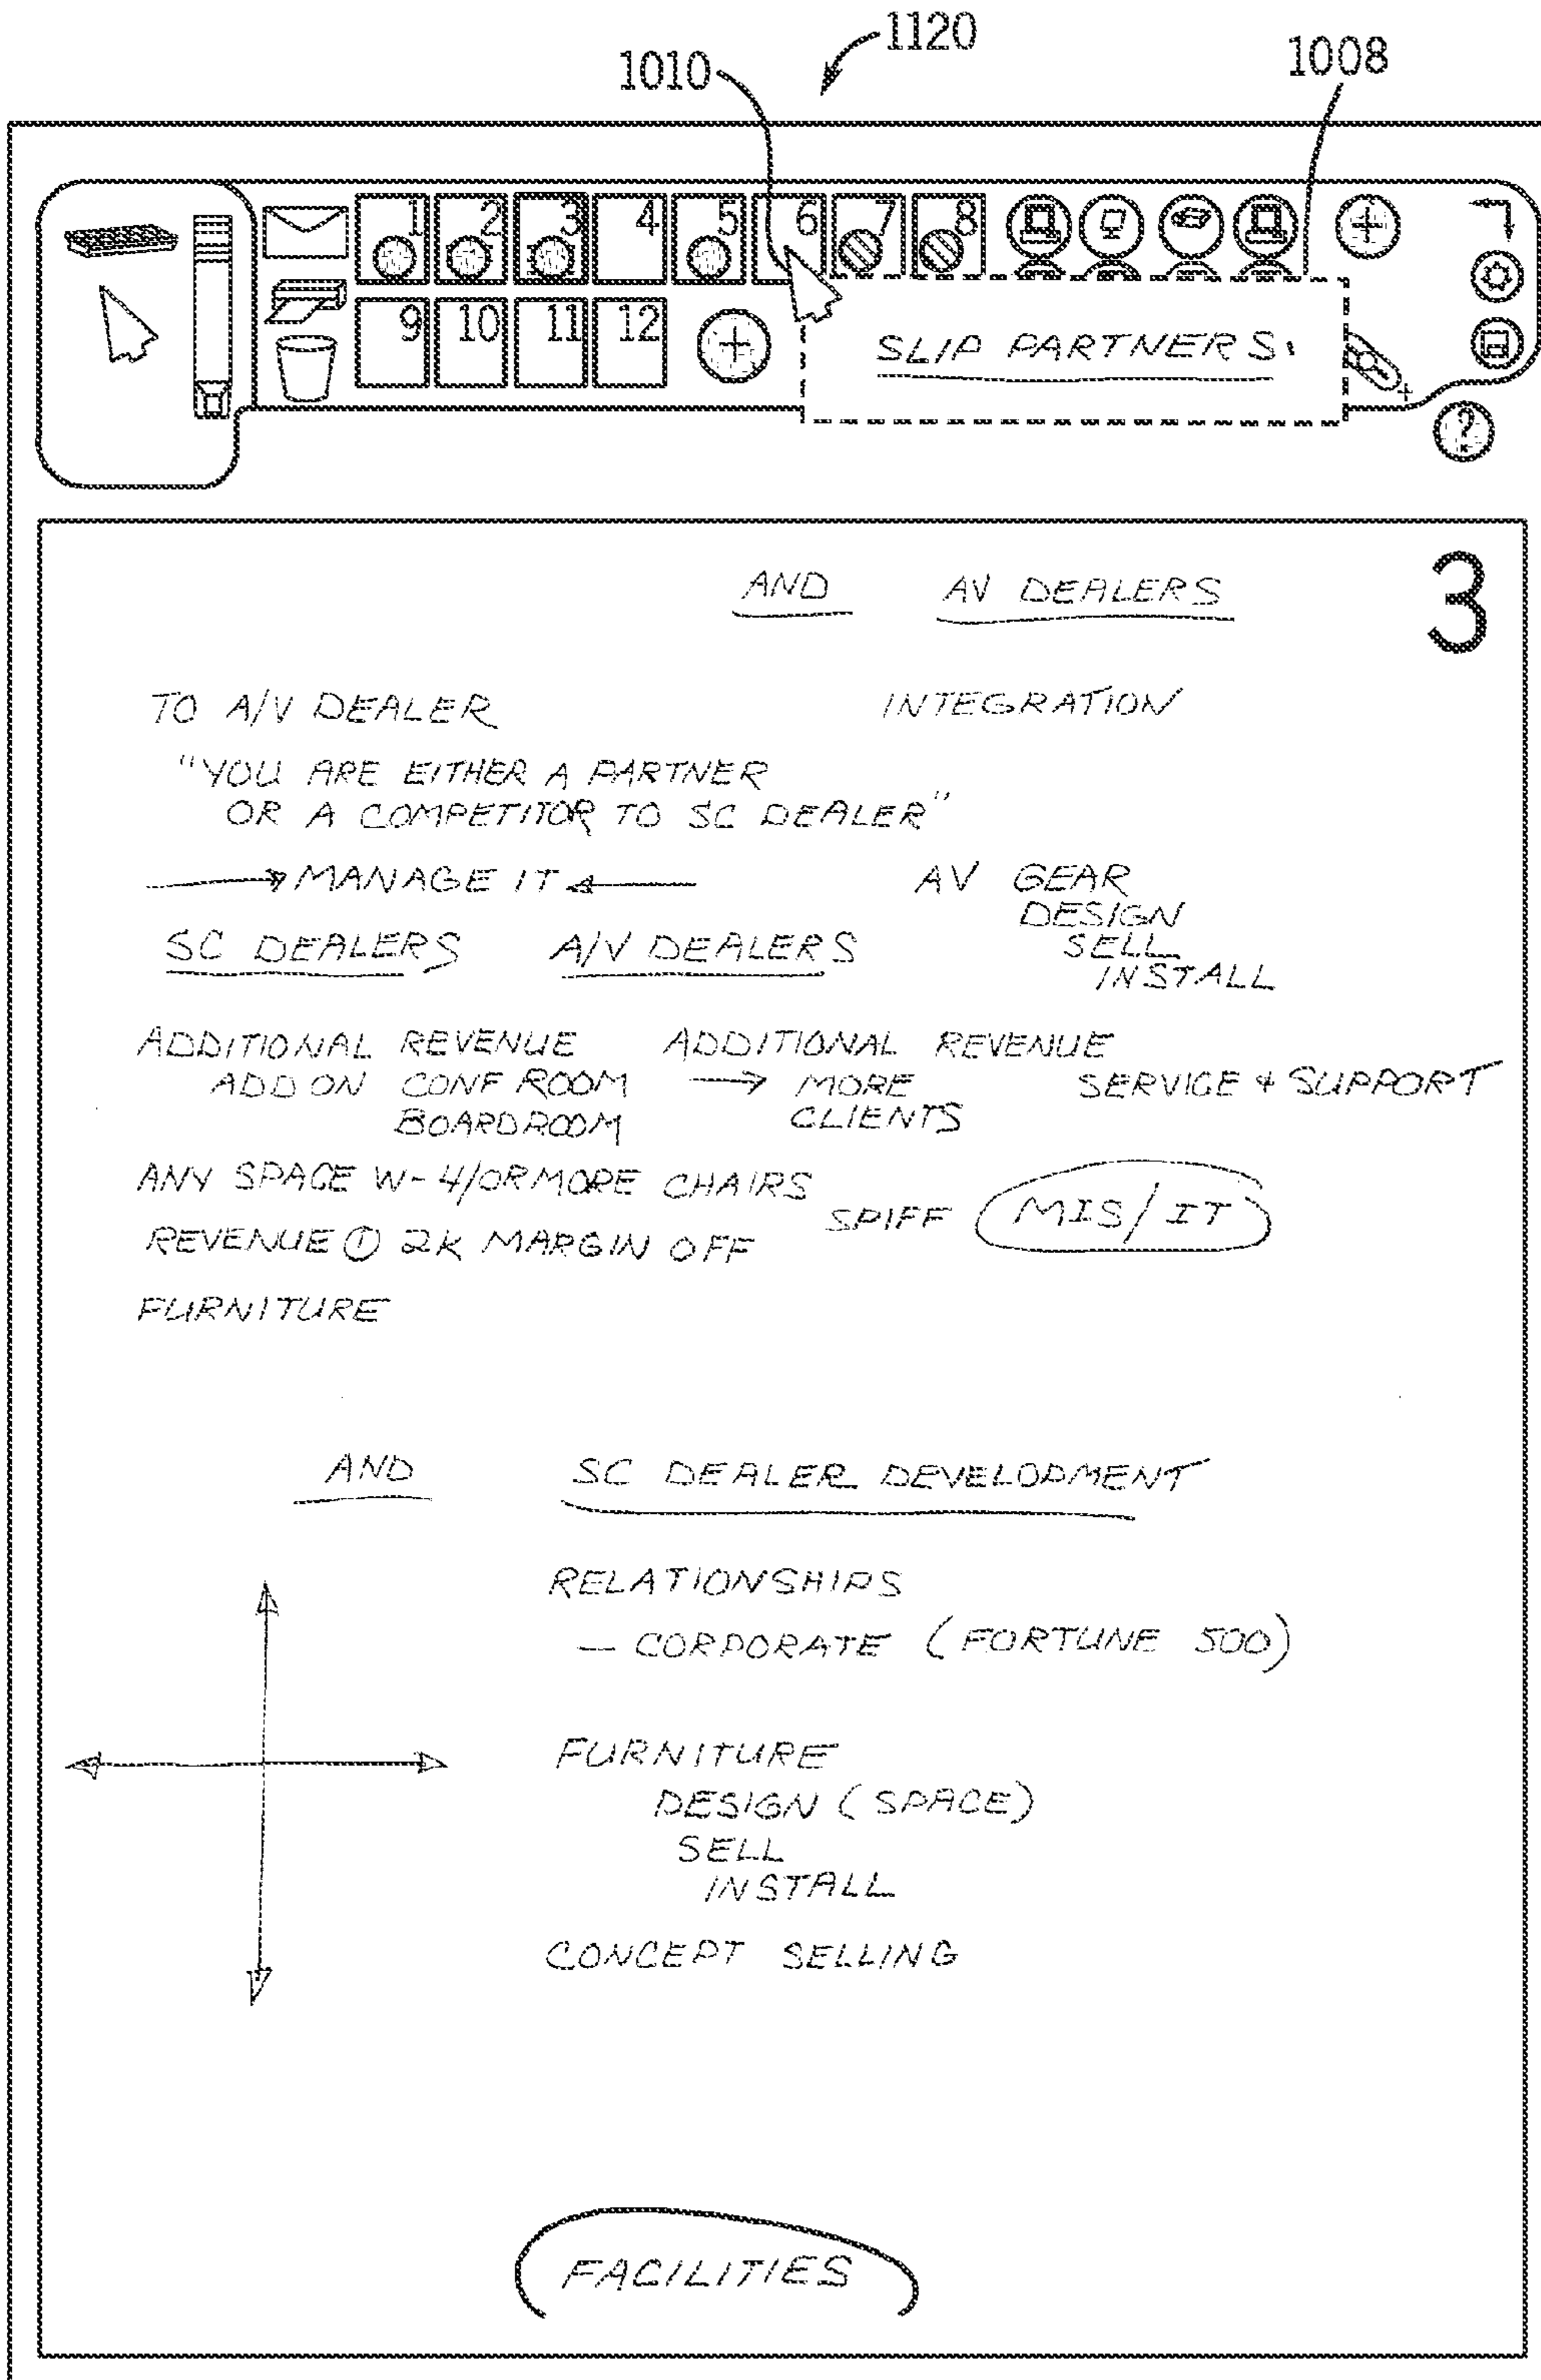 1120
1010
1008
1 2 3 4 5 6 7 8
9 10 11 12
SLIP PARTNERS
?
3
AND AV DEALERS
TO A/V DEALER INTEGRATION
"YOU ARE EITHER A PARTNER
OR A COMPETITOR TO SC DEALER"
MANAGE IT AV GEAR
DESIGN
SC DEALERS A/V DEALERS SELL
INSTALL
ADDITIONAL REVENUE ADDITIONAL REVENUE
ADD ON CONF ROOM → MORE SERVICE + SUPPORT
BOARDROOM CLIENTS
ANY SPACE W-4/OR MORE CHAIRS
SPIFF MIS/IT
REVENUE ① 2K MARGIN OFF
FURNITURE
AND SC DEALER DEVELOPMENT
RELATIONSHIPS
— CORPORATE (FORTUNE 500)
FURNITURE
DESIGN (SPACE)
SELL
INSTALL
CONCEPT SELLING
FACILITIES